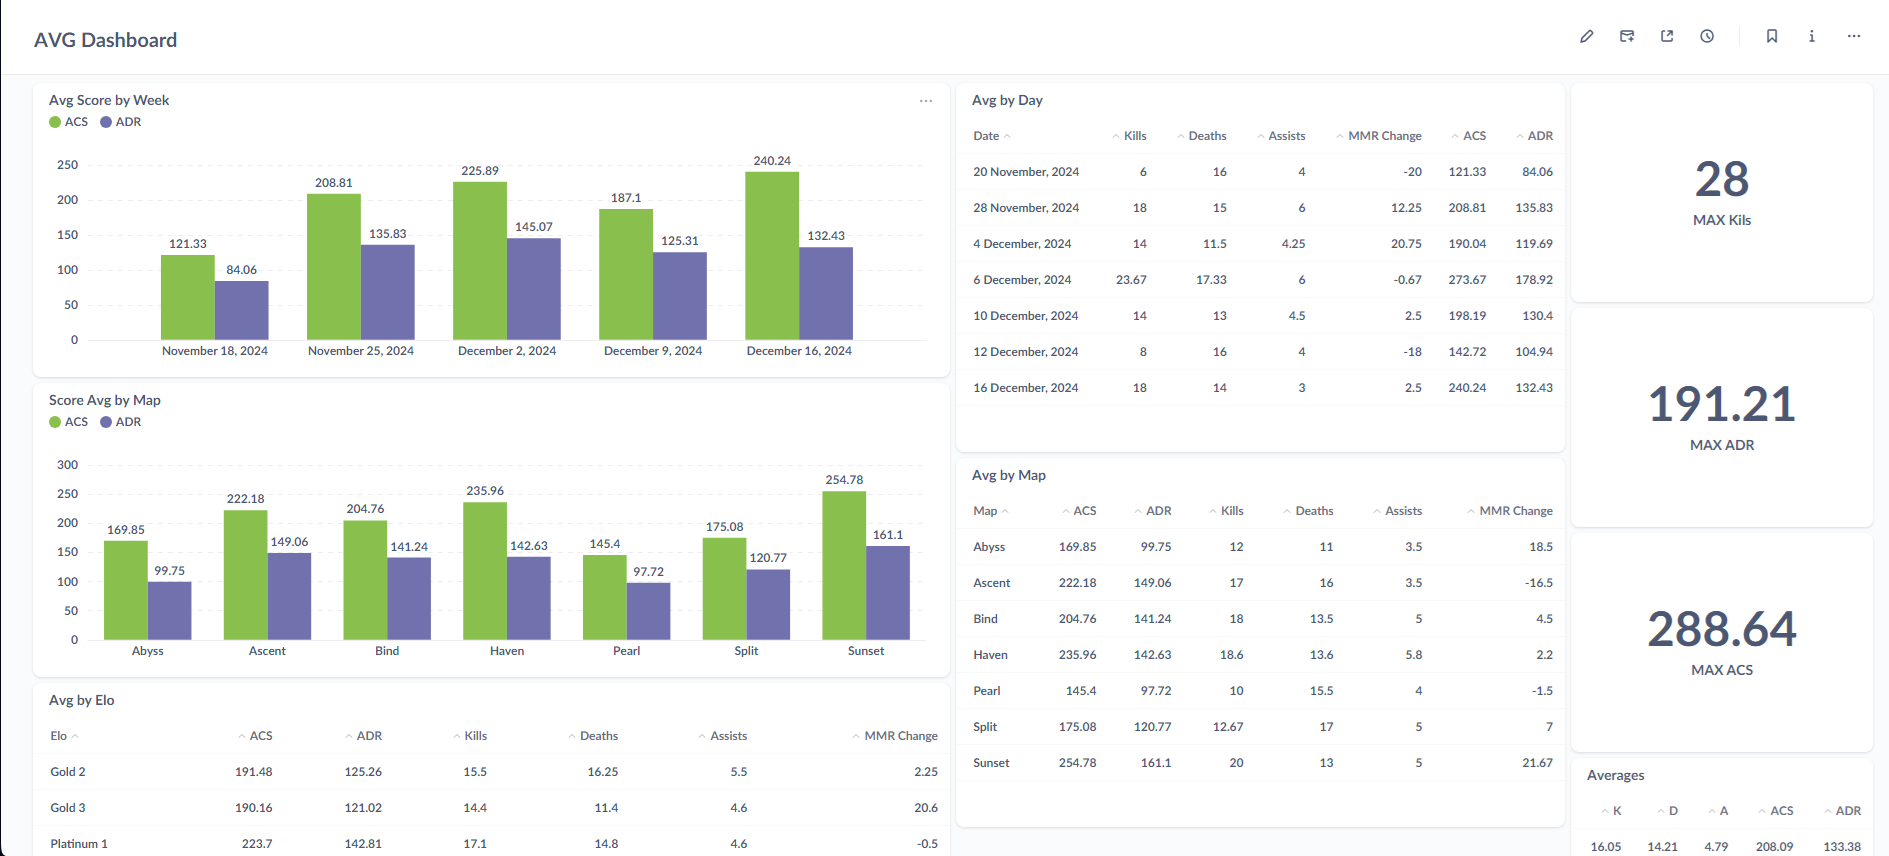 AVG Dashboard
Avg Score by Week
ACS ADR
250
200
150
100
50
0
121.33 84.06
208.81 135.83
225.89 145.07
187.1 125.31
240.24 132.43
November 18, 2024 November 25, 2024 December 2, 2024 December 9, 2024 December 16, 2024
Score Avg by Map
ACS ADR
300
250
200
150
100
50
0
169.85 99.75
222.18 149.06
204.76 141.24
235.96 142.63
145.4 97.72
175.08 120.77
254.78 161.1
Abyss Ascent Bind Haven Pearl Split Sunset
Avg by Elo
Elo ACS ADR Kills Deaths Assists MMR Change
Gold 2 191.48 125.26 15.5 16.25 5.5 2.25
Gold 3 190.16 121.02 14.4 11.4 4.6 20.6
Platinum 1 223.7 142.81 17.1 14.8 4.6 -0.5
Avg by Day
Date Kills Deaths Assists MMR Change ACS ADR
20 November, 2024 6 16 4 -20 121.33 84.06
28 November, 2024 18 15 6 12.25 208.81 135.83
4 December, 2024 14 11.5 4.25 20.75 190.04 119.69
6 December, 2024 23.67 17.33 6 -0.67 273.67 178.92
10 December, 2024 14 13 4.5 2.5 198.19 130.4
12 December, 2024 8 16 4 -18 142.72 104.94
16 December, 2024 18 14 3 2.5 240.24 132.43
Avg by Map
Map ACS ADR Kills Deaths Assists MMR Change
Abyss 169.85 99.75 12 11 3.5 18.5
Ascent 222.18 149.06 17 16 3.5 -16.5
Bind 204.76 141.24 18 13.5 5 4.5
Haven 235.96 142.63 18.6 13.6 5.8 2.2
Pearl 145.4 97.72 10 15.5 4 -1.5
Split 175.08 120.77 12.67 17 5 7
Sunset 254.78 161.1 20 13 5 21.67
28
MAX Kils
191.21
MAX ADR
288.64
MAX ACS
Averages
K D A ACS ADR
16.05 14.21 4.79 208.09 133.38